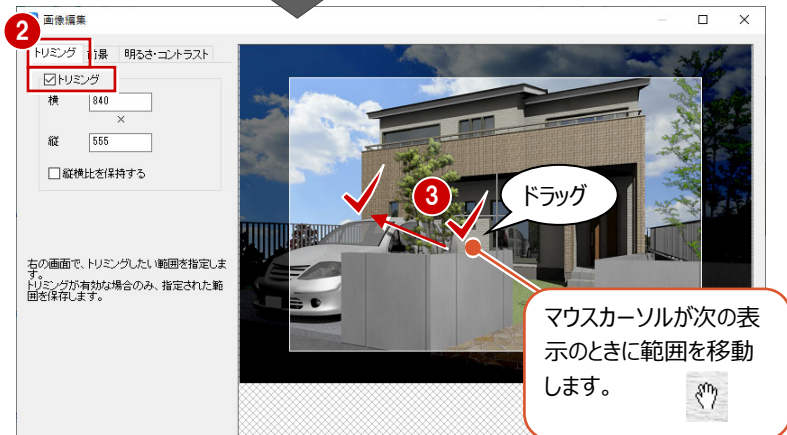 2
画像編集
トリミング 前景 明るさ・コントラスト
トリミング
横 840
×
縦 555
縦横比を保持する
3
ドラッグ
右の画面で、トリミングしたい範囲を指定しま
す。
トリミングが有効な場合のみ、指定された範
囲を保存します。
マウスカーソルが次の表
示のときに範囲を移動
します。